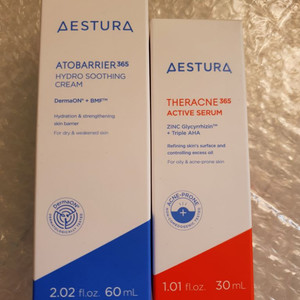 AESTURA
ATOBARRIER365
HYDRO SOOTHING
CREAM
DermaON® + BMF™
Hydration & strengthening
skin barrier
For dry & weakened skin
DermaON®
2.02 fl.oz. 60 mL
AESTURA
THERACNE365
ACTIVE SERUM
ZINC Glycyrrhizin™
+ Triple AHA
Refining skin's surface and
controlling excess oil.
For oily & acne-prone skin
ACNE-PRONE
1.01 fl.oz. 30 mL